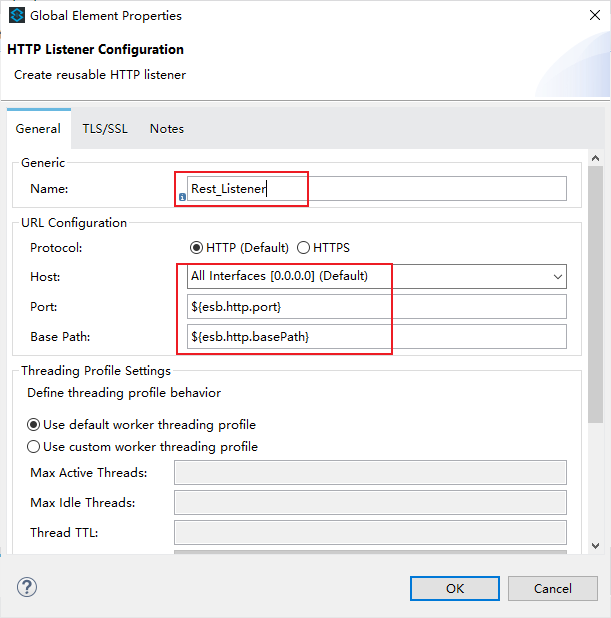 Global Element Properties
HTTP Listener Configuration
Create reusable HTTP listener
General TLS/SSL Notes
Generic
Name: Rest_Listener
URL Configuration
Protocol: HTTP (Default) HTTPS
Host: All Interfaces [0.0.0.0] (Default)
Port: ${esb.http.port}
Base Path: ${esb.http.basePath}
Threading Profile Settings
Define threading profile behavior
Use default worker threading profile
Use custom worker threading profile
Max Active Threads:
Max Idle Threads:
Thread TTL:
OK Cancel